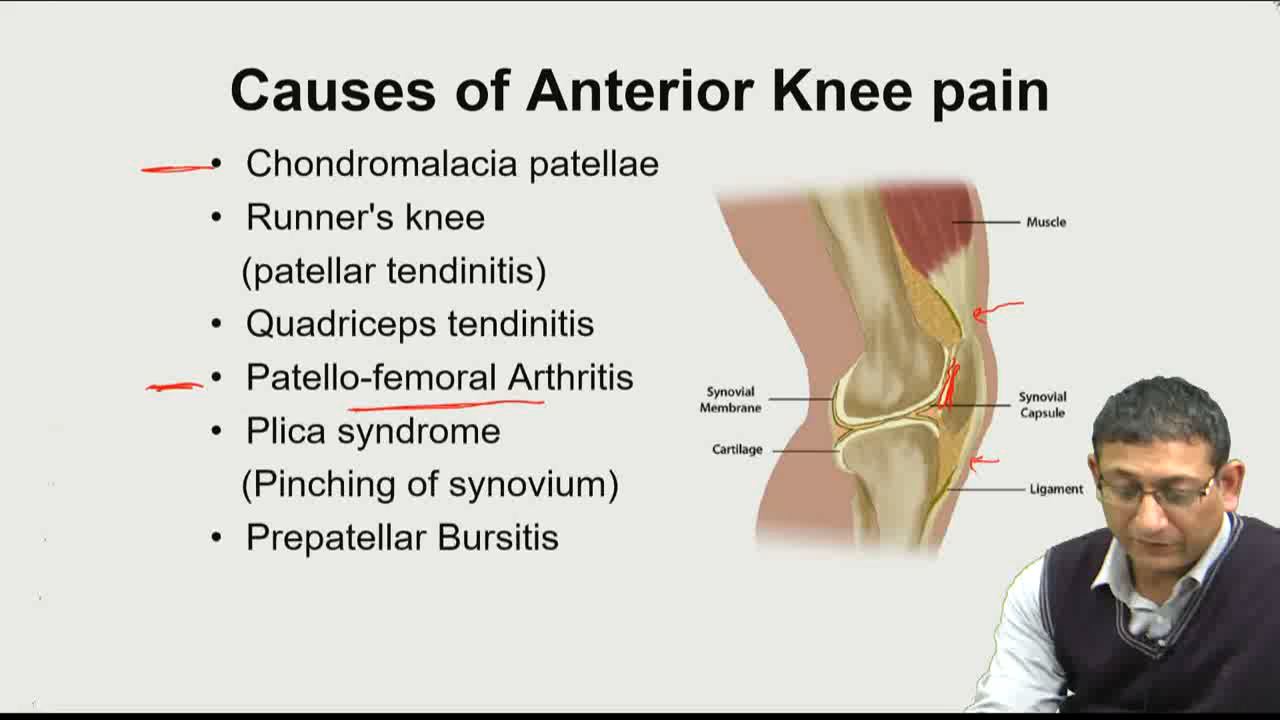 Causes of Anterior Knee pain
• Chondromalacia patellae
• Runner's knee
(patellar tendinitis)
• Quadriceps tendinitis
• Patello-femoral Arthritis
• Plica syndrome
(Pinching of synovium)
• Prepatellar Bursitis
Muscle
Synovial
Membrane
Synovial
Capsule
Cartilage
Ligament